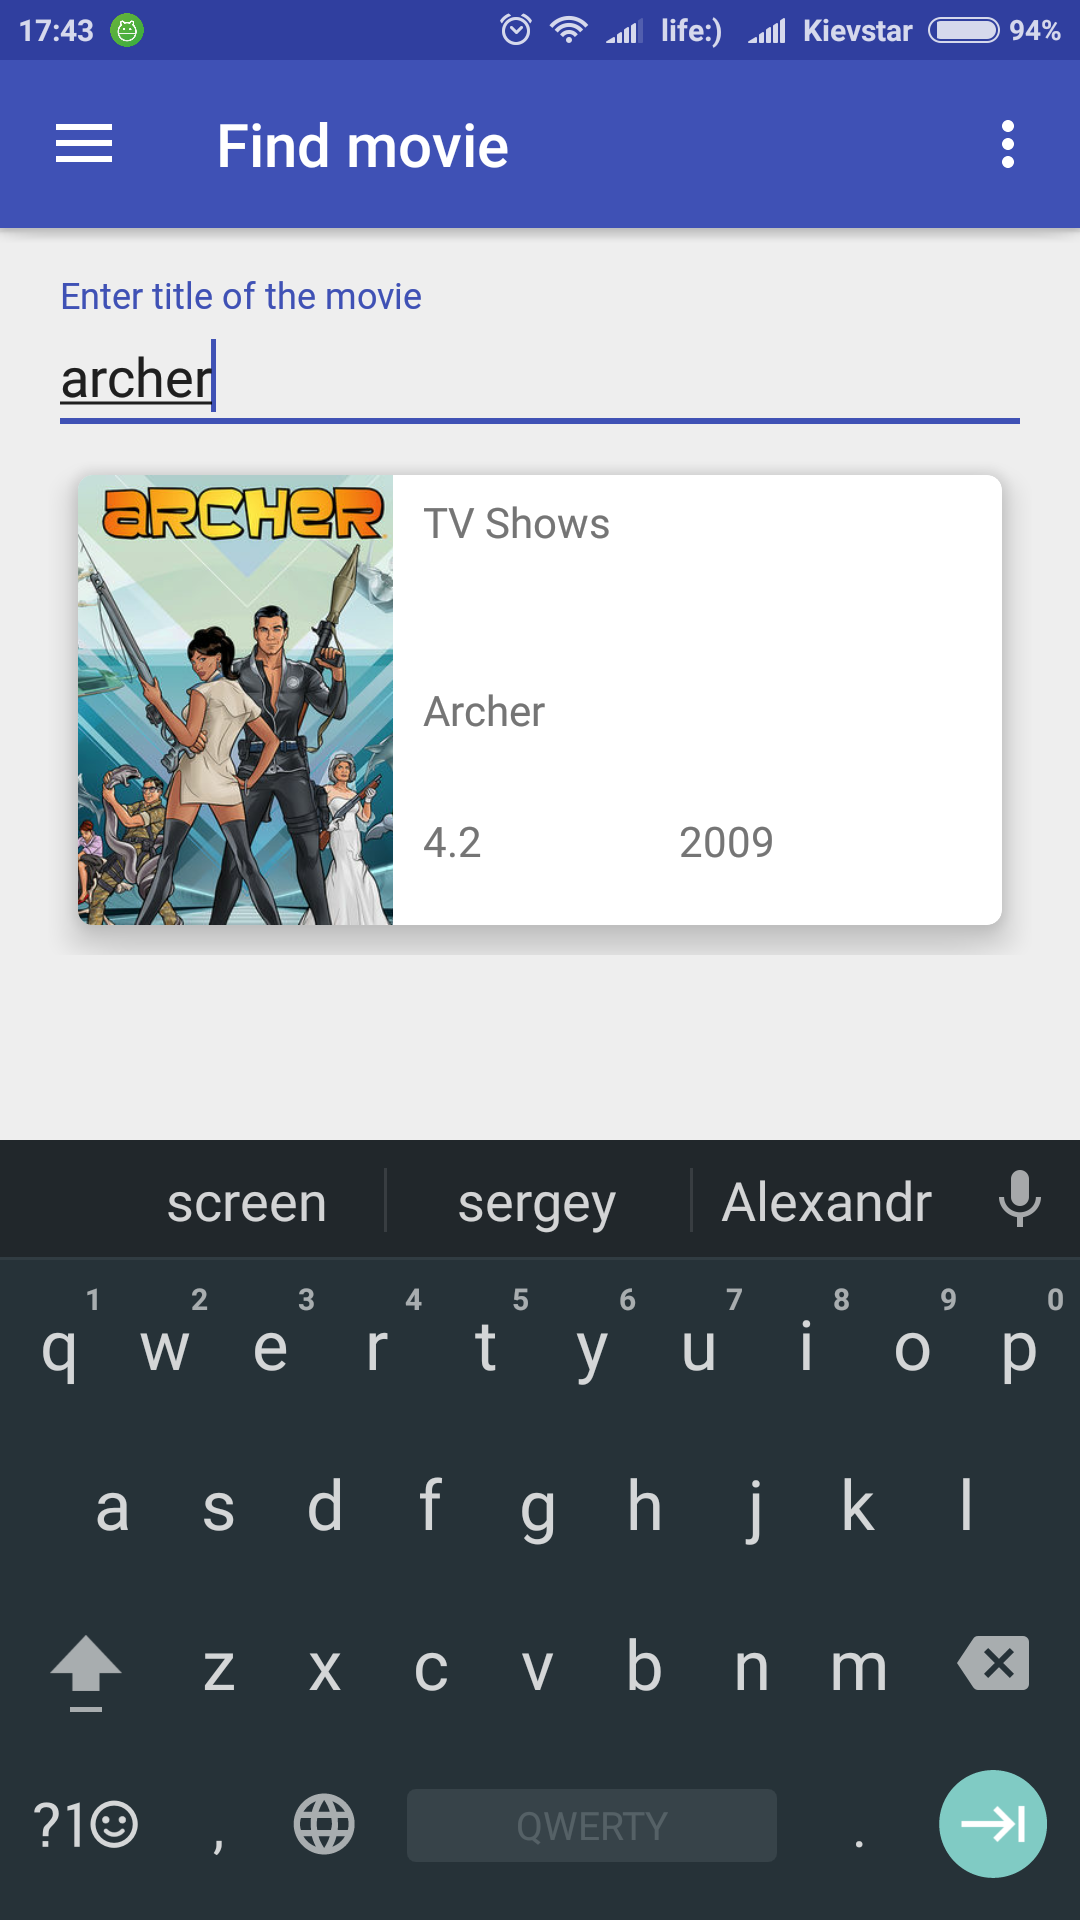 17:43 life:) Kievstar 94%
Find movie
Enter title of the movie
archer
ARCHER
TV Shows
Archer
4.2 2009
screen sergey Alexandr
1 2 3 4 5 6 7 8 9 0
q w e r t y u i o p
a s d f g h j k l
z x c v b n m
?1☺ , QWERTY .